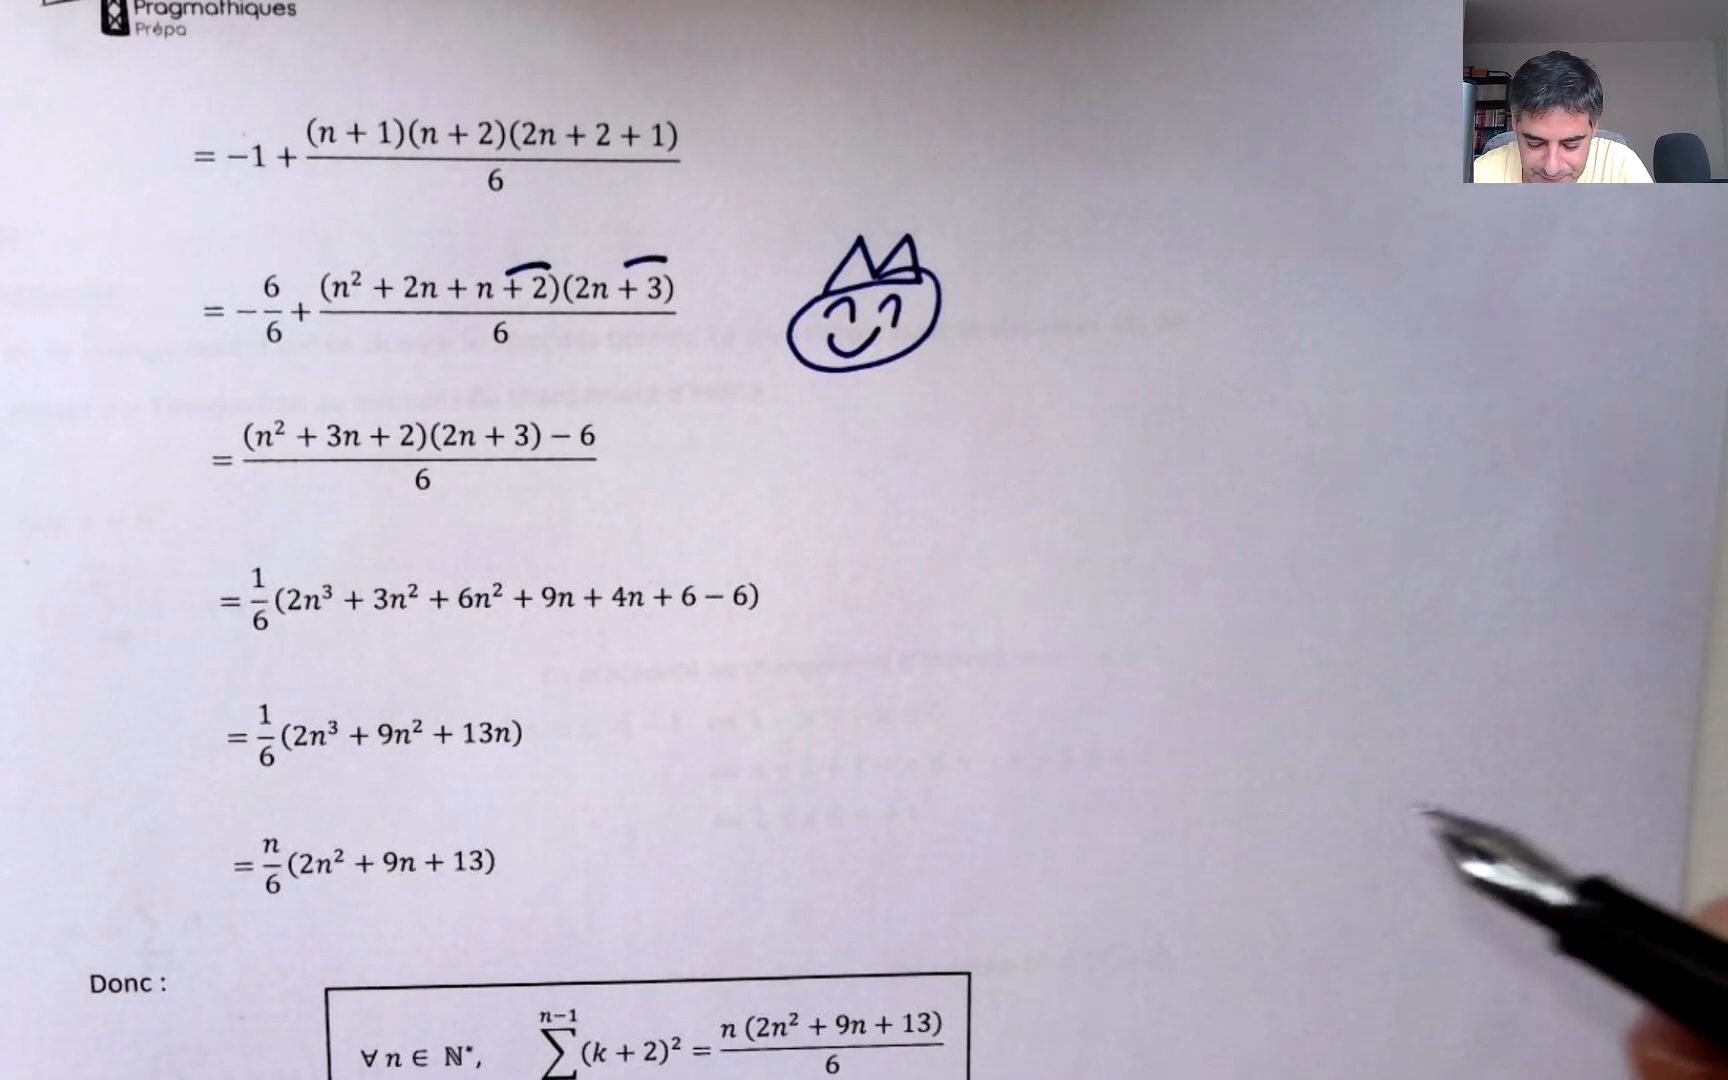 Pragmathiques
Prépa
= −1 + (n + 1)(n + 2)(2n + 2 + 1) / 6
= − 6/6 + (n² + 2n + n + 2)(2n + 3) / 6
= (n² + 3n + 2)(2n + 3) − 6 / 6
= 1/6 (2n³ + 3n² + 6n² + 9n + 4n + 6 − 6)
= 1/6 (2n³ + 9n² + 13n)
= n/6 (2n² + 9n + 13)
Donc :
∀ n ∈ ℕ*, n−1 ∑ (k + 2)² = n (2n² + 9n + 13) / 6